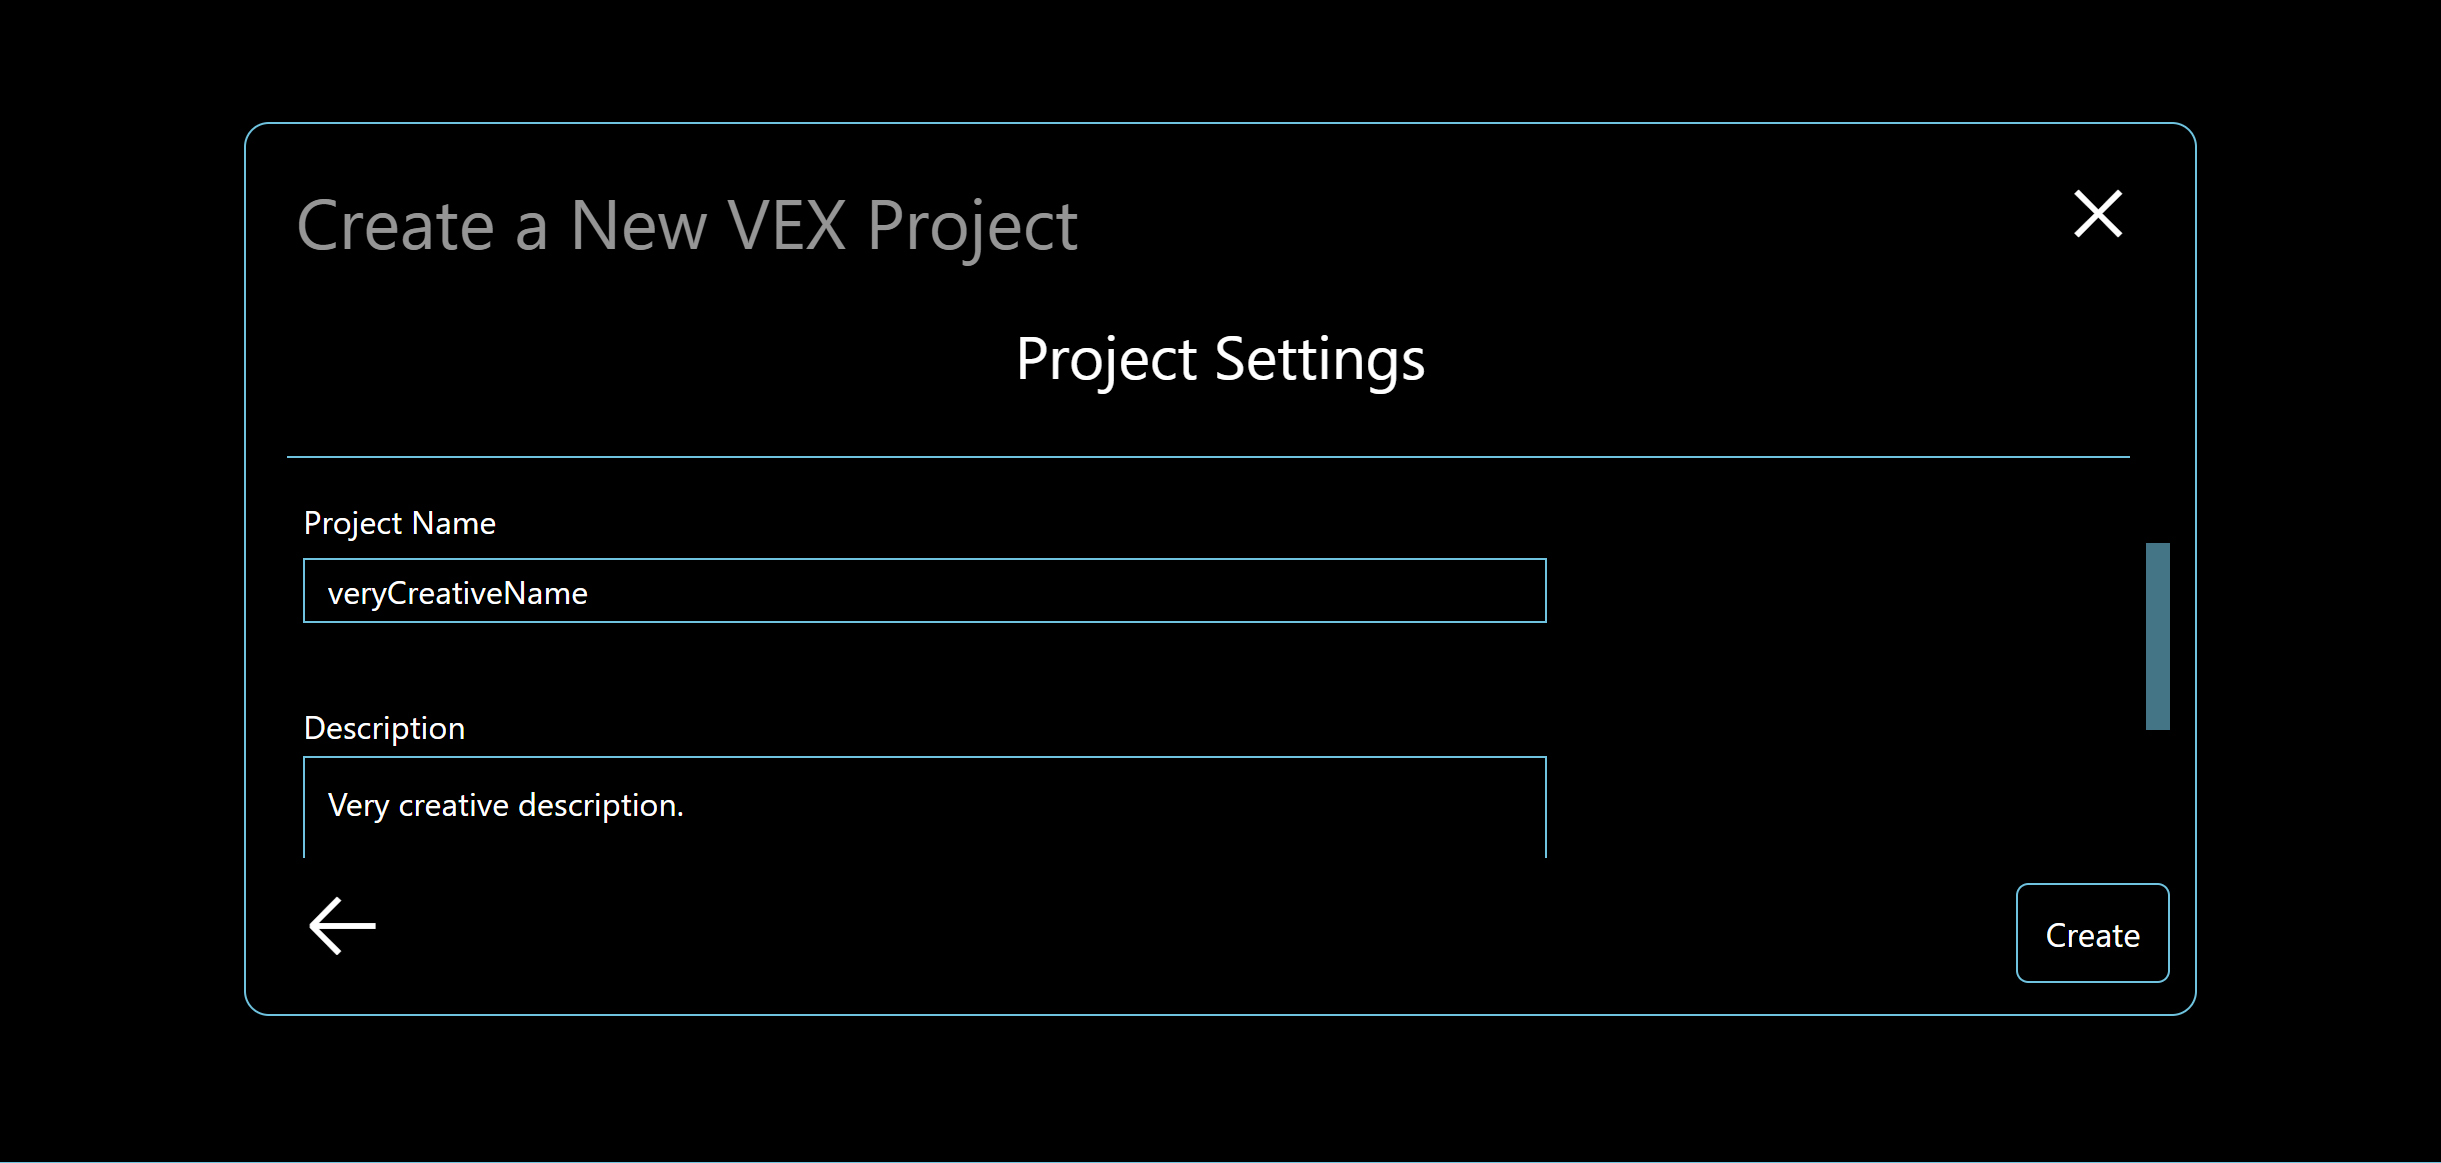 Create a New VEX Project
Project Settings
Project Name
veryCreativeName
Description
Very creative description.
Create